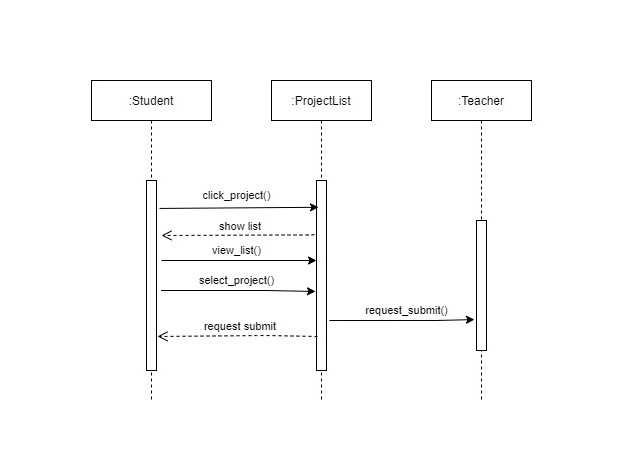 :Student
:ProjectList
:Teacher
click_project()
show list
view_list()
select_project()
request_submit()
request submit